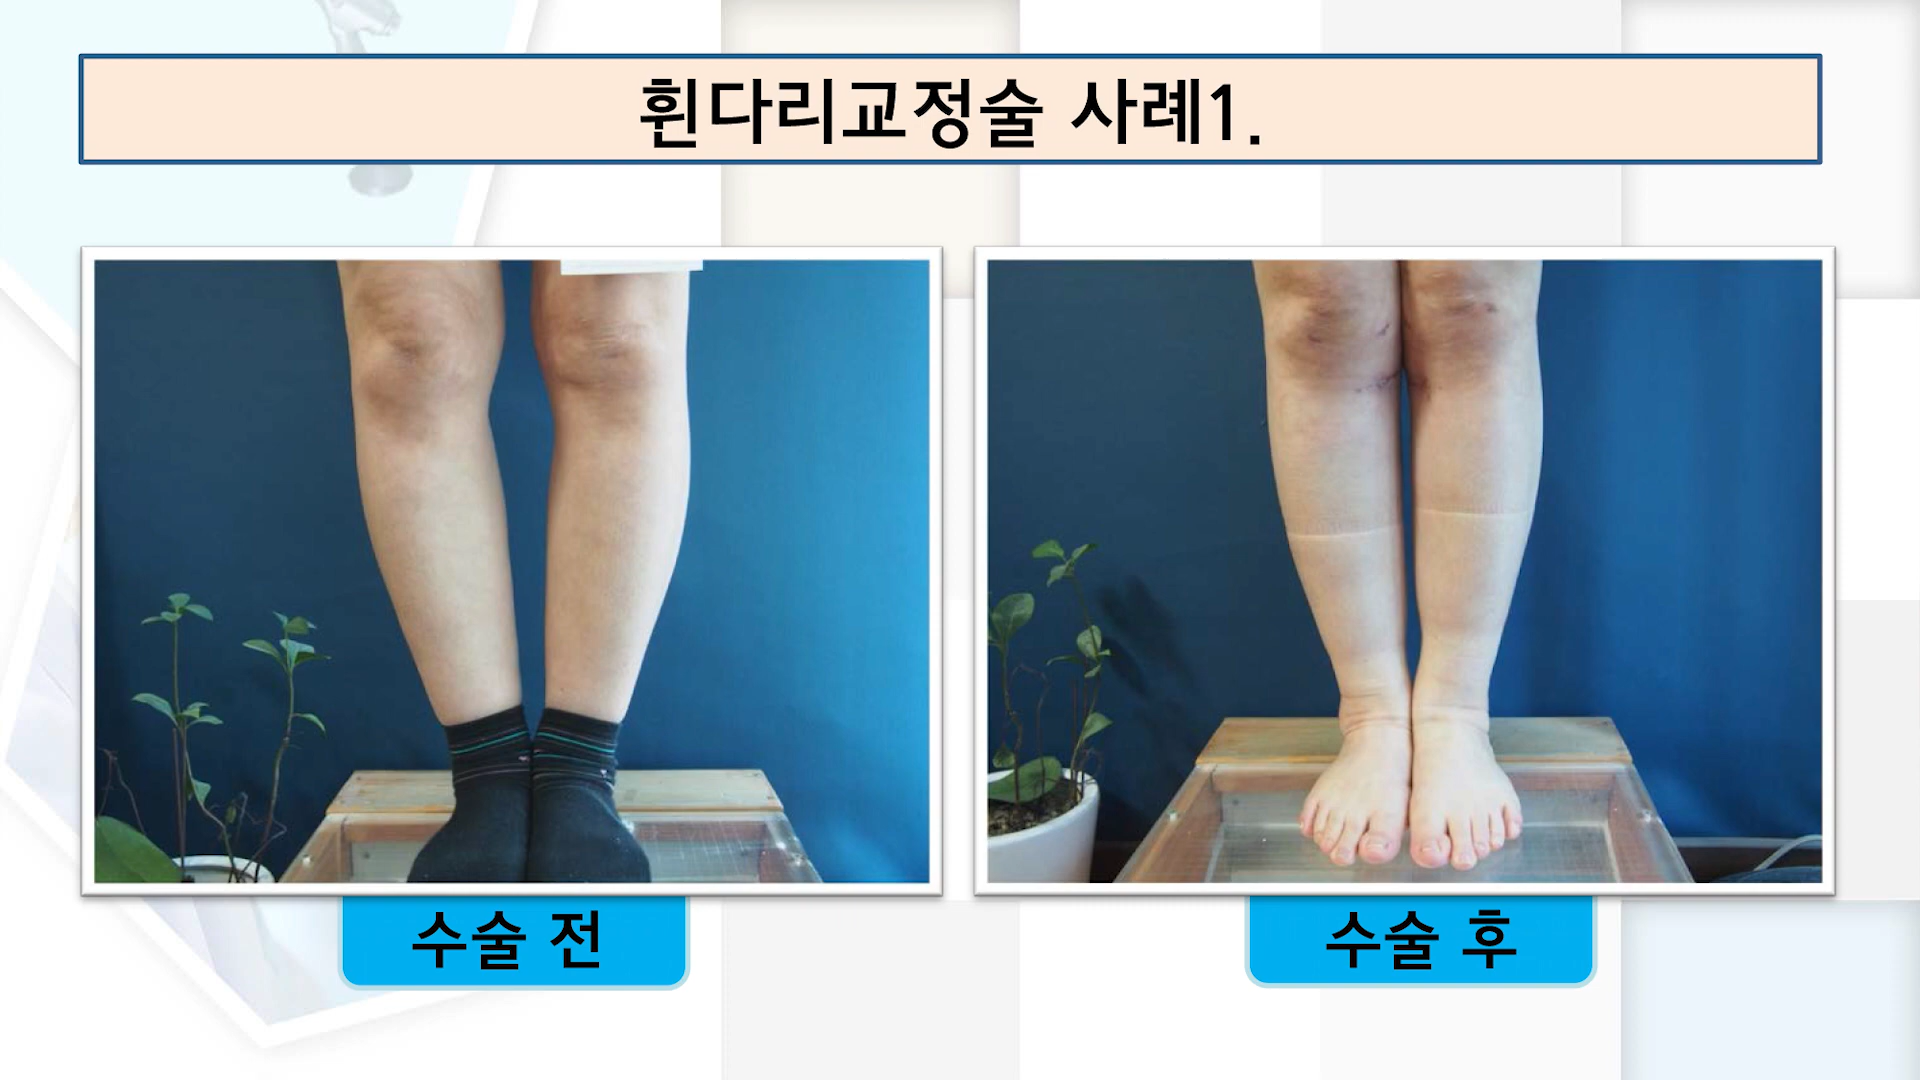 휜다리교정술 사례1.
수술 전
수술 후